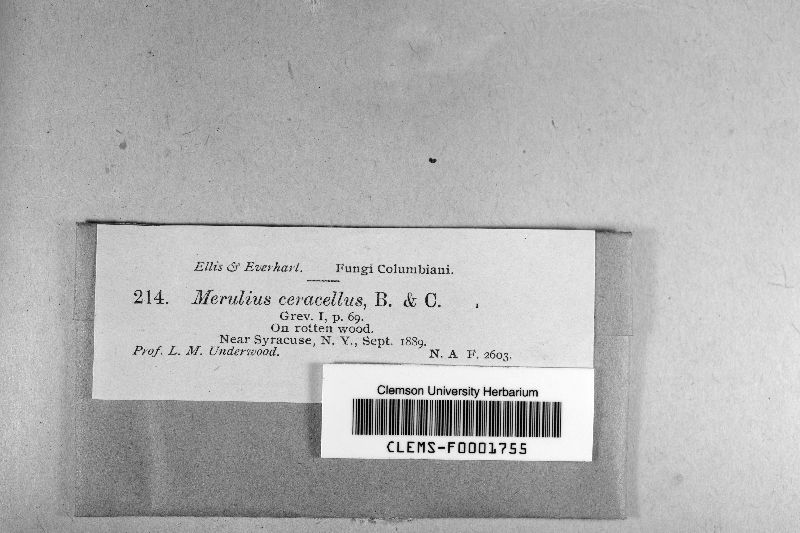 Ellis & Everhart. Fungi Columbiani.
214. Merulius ceracellus, B. & C.
Grev. I, p. 69.
On rotten wood.
Near Syracuse, N. Y., Sept. 1889.
Prof. L. M. Underwood. N. A F. 2603.
Clemson University Herbarium
CLEMS-F0001755